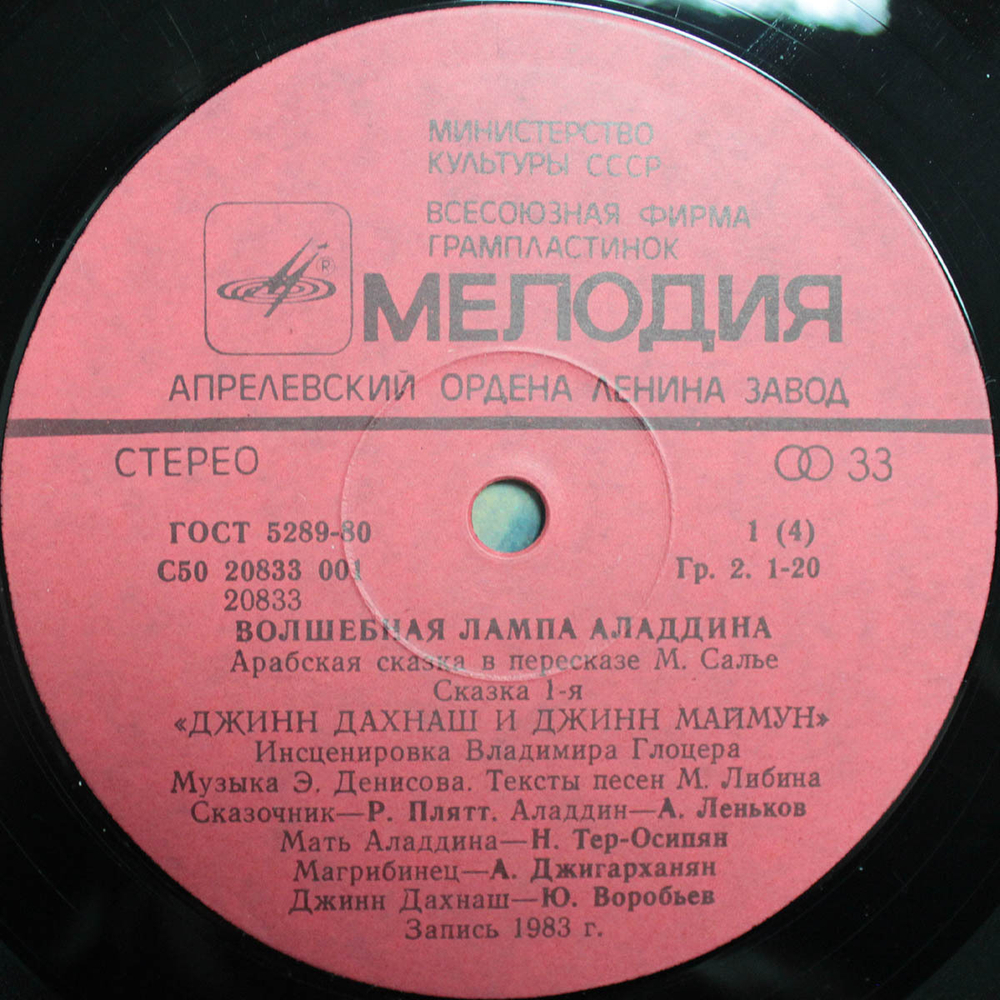 МИНИСТЕРСТВО
КУЛЬТУРЫ СССР
ВСЕСОЮЗНАЯ ФИРМА
ГРАМПЛАСТИНОК
®
МЕЛОДИЯ
АПРЕЛЕВСКИЙ ОРДЕНА ЛЕНИНА ЗАВОД
СТЕРЕО 33
ГОСТ 5289-80 1 (4)
С50 20833 001 Гр. 2. 1-20
20833
ВОЛШЕБНАЯ ЛАМПА АЛАДДИНА
Арабская сказка в пересказе М. Салье
Сказка 1-я
«ДЖИНН ДАХНАШ И ДЖИНН МАЙМУН»
Инсценировка Владимира Глоцера
Музыка Э. Денисова. Тексты песен М. Либина
Сказочник—Р. Плятт. Аладдин—А. Леньков
Мать Аладдина—Н. Тер-Осипян
Магрибинец—А. Джигарханян
Джинн Дахнаш—Ю. Воробьев
Запись 1983 г.